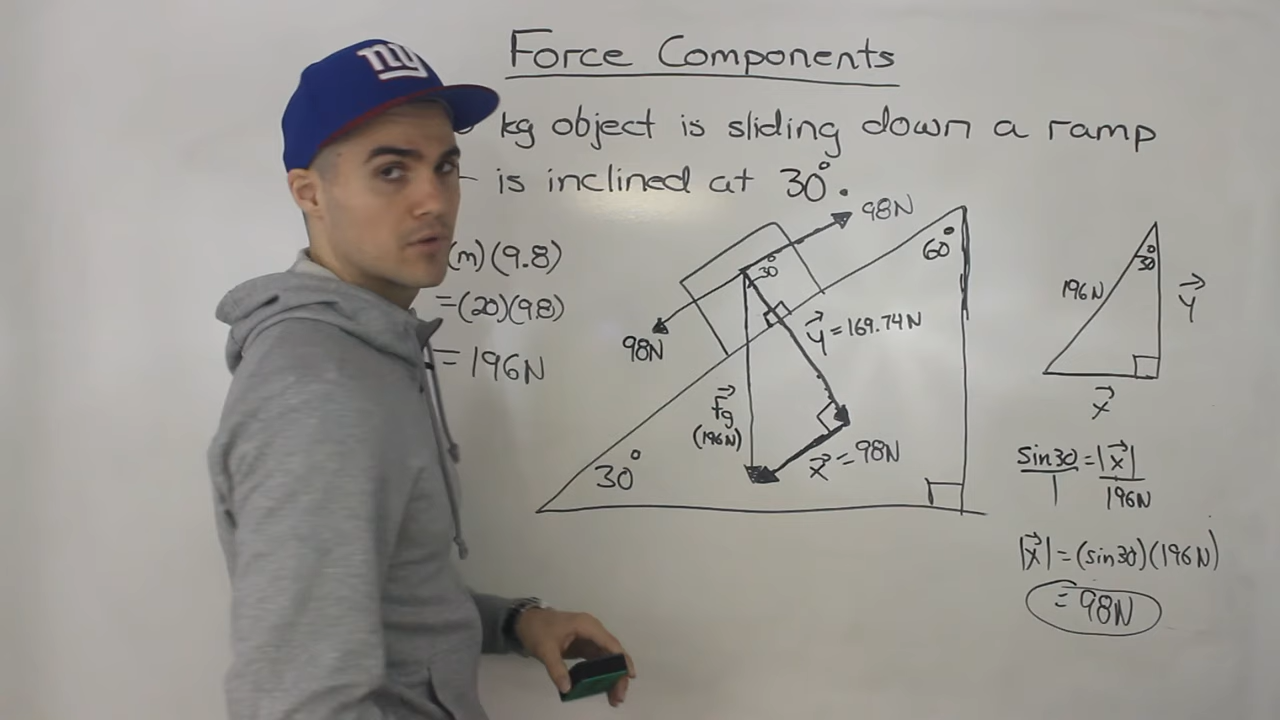 ny
Force Components
kg object is sliding down a ramp
is inclined at 30°.
(m)(9.8)
=(20)(9.8)
= 196N
98N
30°
98N
60°
y⃗ = 169.74N
F⃗g
(196N)
x⃗ = 98N
30°
30°
196N
y⃗
x⃗
sin30 = |x⃗|
1 196N
|x⃗| = (sin30)(196N)
= 98N